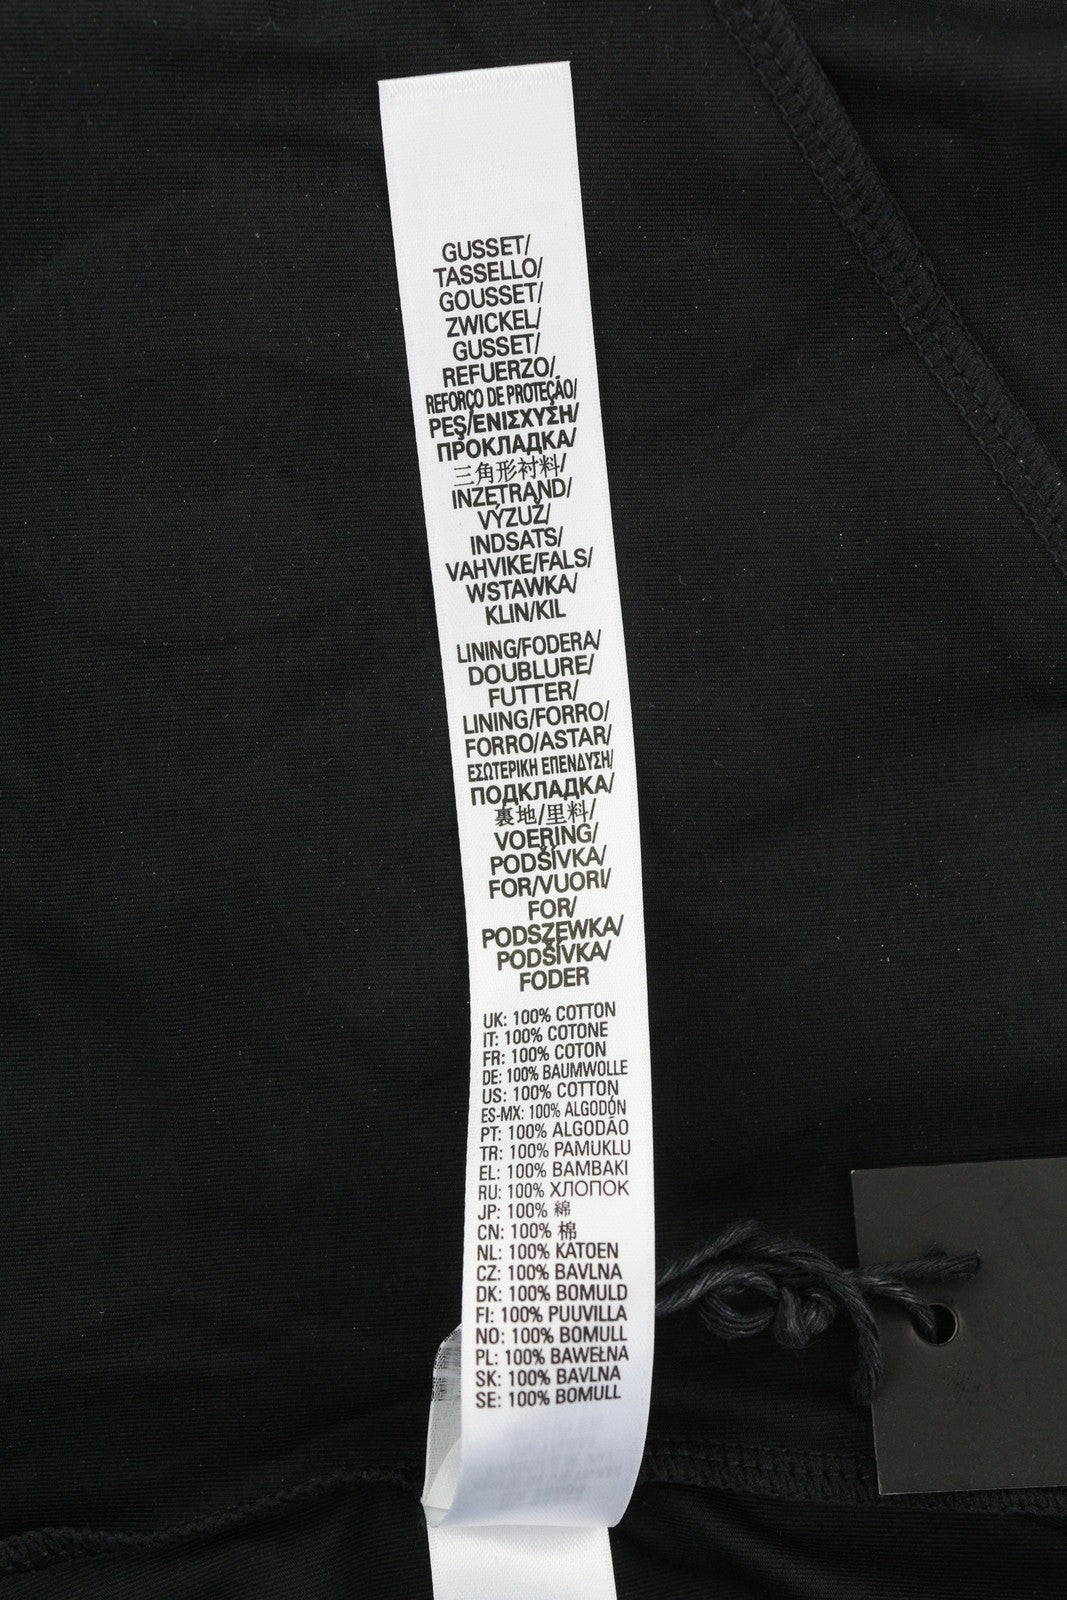 GUSSET/
TASSELLO/
GOUSSET/
ZWICKEL/
GUSSET/
REFUERZO/
REFORÇO DE PROTEÇÃO/
PEŞ/ΕΝΙΣΧΥΣΗ/
ПРОКЛАДКА/
三角形衬料/
INZETRAND/
VÝZUŽ/
INDSATS/
VAHVIKE/FALS/
WSTAWKA/
KLIN/KIL
LINING/FODERA/
DOUBLURE/
FUTTER/
LINING/FORRO/
FORRO/ASTAR/
ΕΣΩΤΕΡΙΚΗ ΕΠΕΝΔΥΣΗ/
ПОДКЛАДКА/
裏地/里料/
VOERING/
PODŠÍVKA/
FOR/VUORI/
FOR/
PODSZEWKA/
PODŠÍVKA/
FODER
UK: 100% COTTON
IT: 100% COTONE
FR: 100% COTON
DE: 100% BAUMWOLLE
US: 100% COTTON
ES-MX: 100% ALGODÓN
PT: 100% ALGODÃO
TR: 100% PAMUKLU
EL: 100% ΒΑΜΒΑΚΙ
RU: 100% ХЛОПОК
JP: 100% 綿
CN: 100% 棉
NL: 100% KATOEN
CZ: 100% BAVLNA
DK: 100% BOMULD
FI: 100% PUUVILLA
NO: 100% BOMULL
PL: 100% BAWEŁNA
SK: 100% BAVLNA
SE: 100% BOMULL